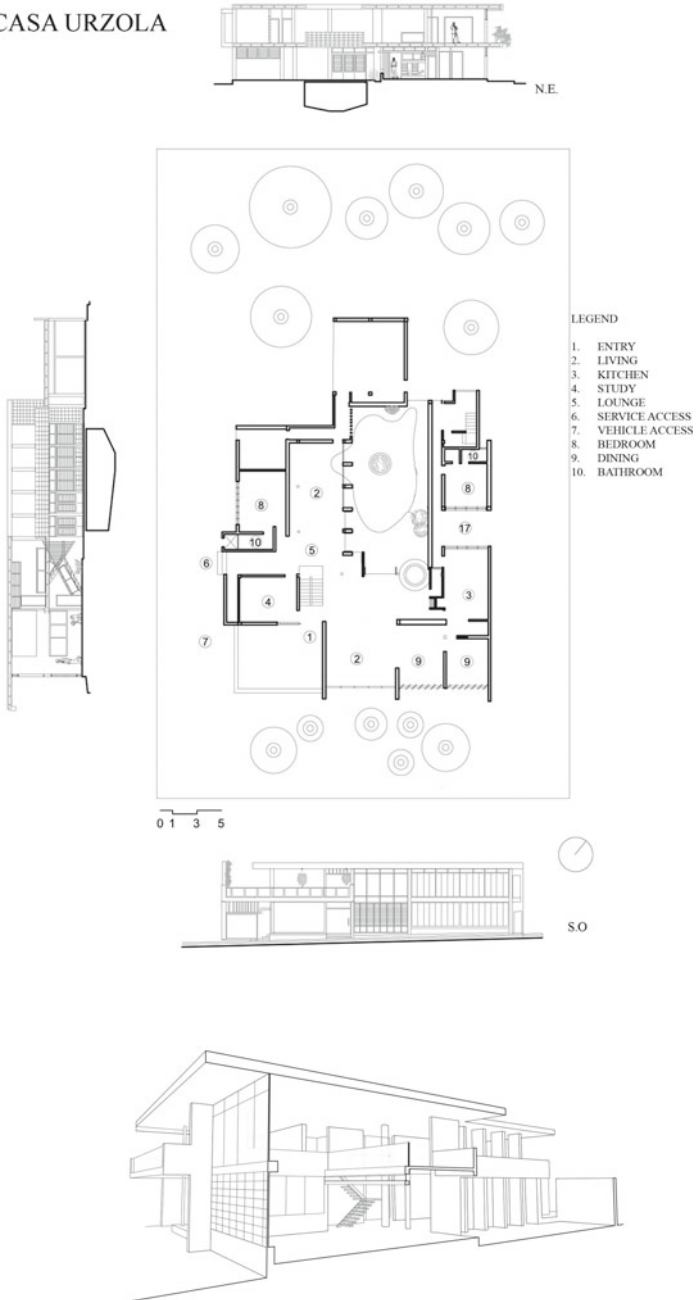 CASA URZOLA
N.E.
LEGEND
1. ENTRY
2. LIVING
3. KITCHEN
4. STUDY
5. LOUNGE
6. SERVICE ACCESS
7. VEHICLE ACCESS
8. BEDROOM
9. DINING
10. BATHROOM
10
8
2
8
17
10
5
6
3
4
1
7
2
9
9
0 1 3 5
S.O